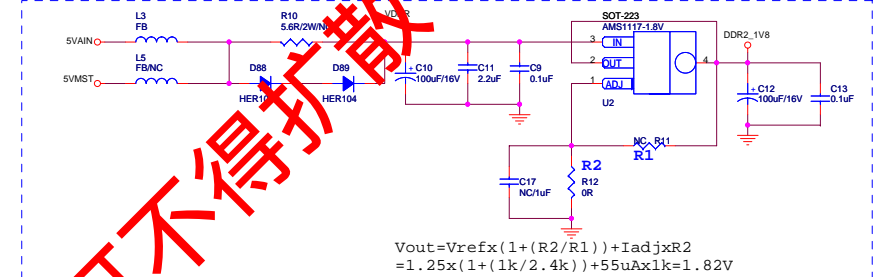 L3
FB
R10
5.6R/2W/N
SOT-223
AMS1117-1.8V
5VAIN
3
IN
DDR2_1V8
2
OUT
4
L5
FB/NC
D88
D89
C10
100uF/16V
C11
2.2uF
C9
0.1uF
1
ADJ
U2
C12
100uF/16V
C13
0.1uF
5VMST
HER10
HER104
NC
R11
R1
R2
C17
NC/1uF
R12
0R
不得扩散
Vout=Vrefx(1+(R2/R1))+IadjxR2
=1.25x(1+(1k/2.4k))+55uAx1k=1.82V